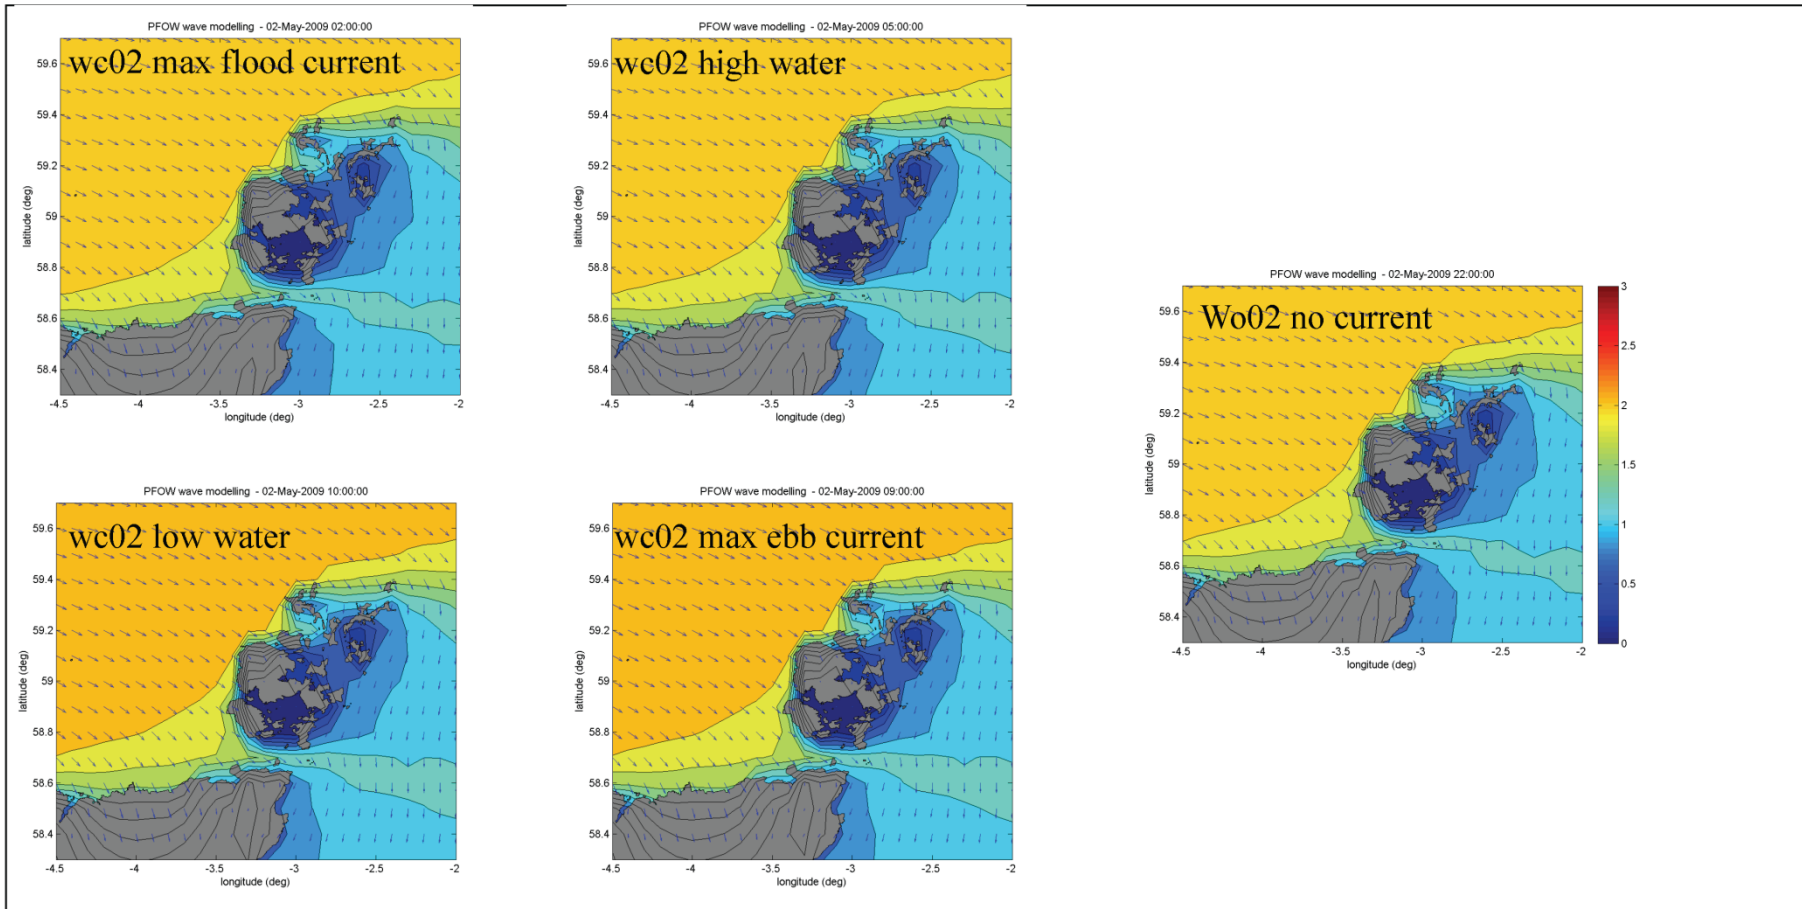 PFOW wave modelling - 02-May-2009 02:00:00
wc02 max flood current
59.6
59.4
59.2
59
58.8
58.6
58.4
latitude (deg)
-4.5 -4 -3.5 -3 -2.5 -2
longitude (deg)
PFOW wave modelling - 02-May-2009 05:00:00
wc02 high water
59.6
59.4
59.2
59
58.8
58.6
58.4
latitude (deg)
-4.5 -4 -3.5 -3 -2.5 -2
longitude (deg)
PFOW wave modelling - 02-May-2009 22:00:00
Wo02 no current
59.6
59.4
59.2
59
58.8
58.6
58.4
latitude (deg)
-4.5 -4 -3.5 -3 -2.5 -2
longitude (deg)
3
2.5
2
1.5
1
0.5
0
PFOW wave modelling - 02-May-2009 10:00:00
wc02 low water
59.6
59.4
59.2
59
58.8
58.6
58.4
latitude (deg)
-4.5 -4 -3.5 -3 -2.5 -2
longitude (deg)
PFOW wave modelling - 02-May-2009 09:00:00
wc02 max ebb current
59.6
59.4
59.2
59
58.8
58.6
58.4
latitude (deg)
-4.5 -4 -3.5 -3 -2.5 -2
longitude (deg)